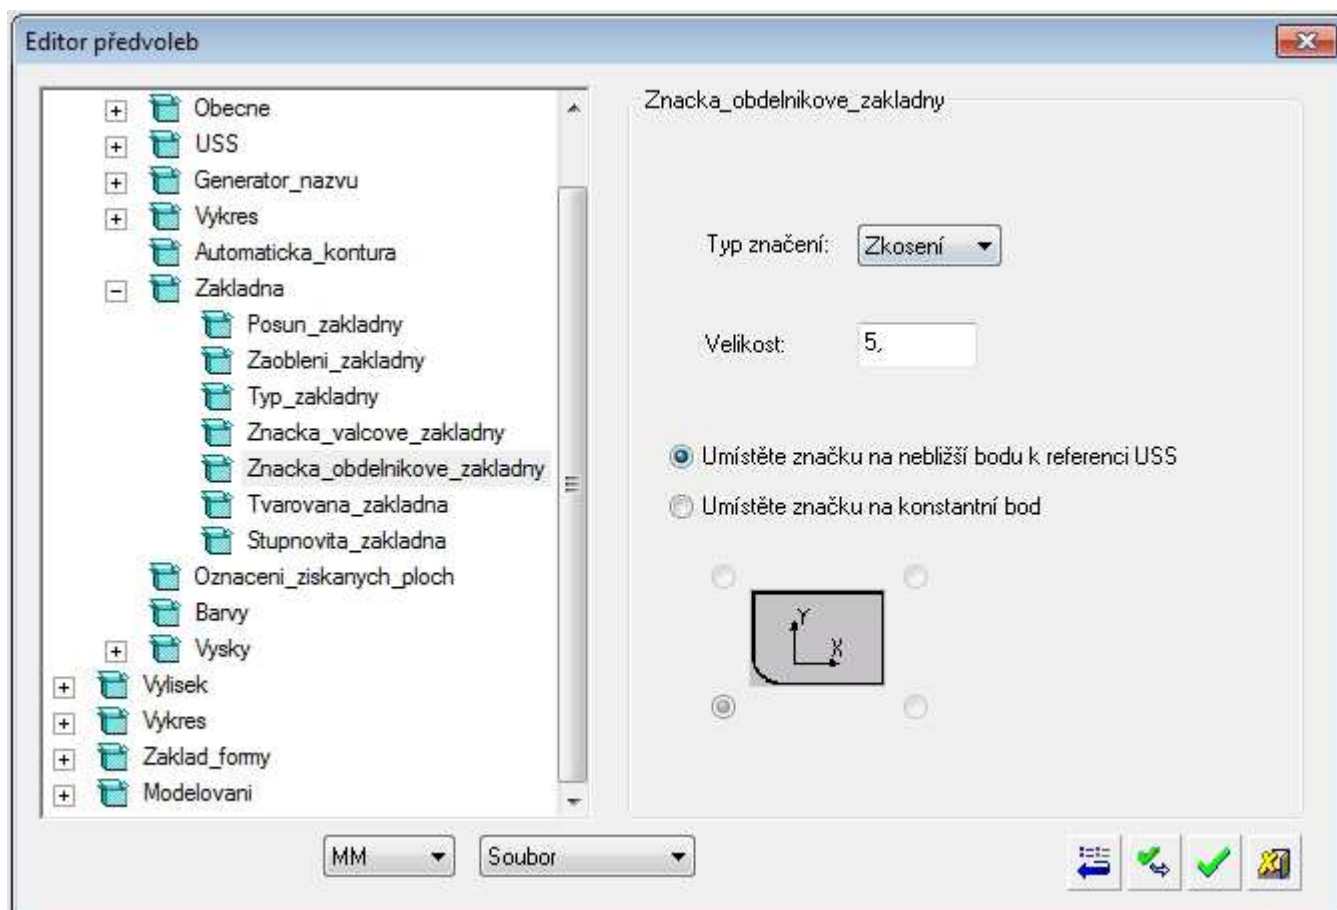 Editor předvoleb
Obecne
USS
Generator_nazvu
Vykres
Automaticka_kontura
Zakladna
Posun_zakladny
Zaobleni_zakladny
Typ_zakladny
Znacka_valcove_zakladny
Znacka_obdelnikove_zakladny
Tvarovana_zakladna
Stupnovita_zakladna
Oznaceni_ziskanych_ploch
Barvy
Vysky
Vylisek
Vykres
Zaklad_formy
Modelovani
Znacka_obdelnikove_zakladny
Typ značení: Zkosení
Velikost: 5,
Umístěte značku na nebližší bodu k referenci USS
Umístěte značku na konstantní bod
Y
X
MM Soubor